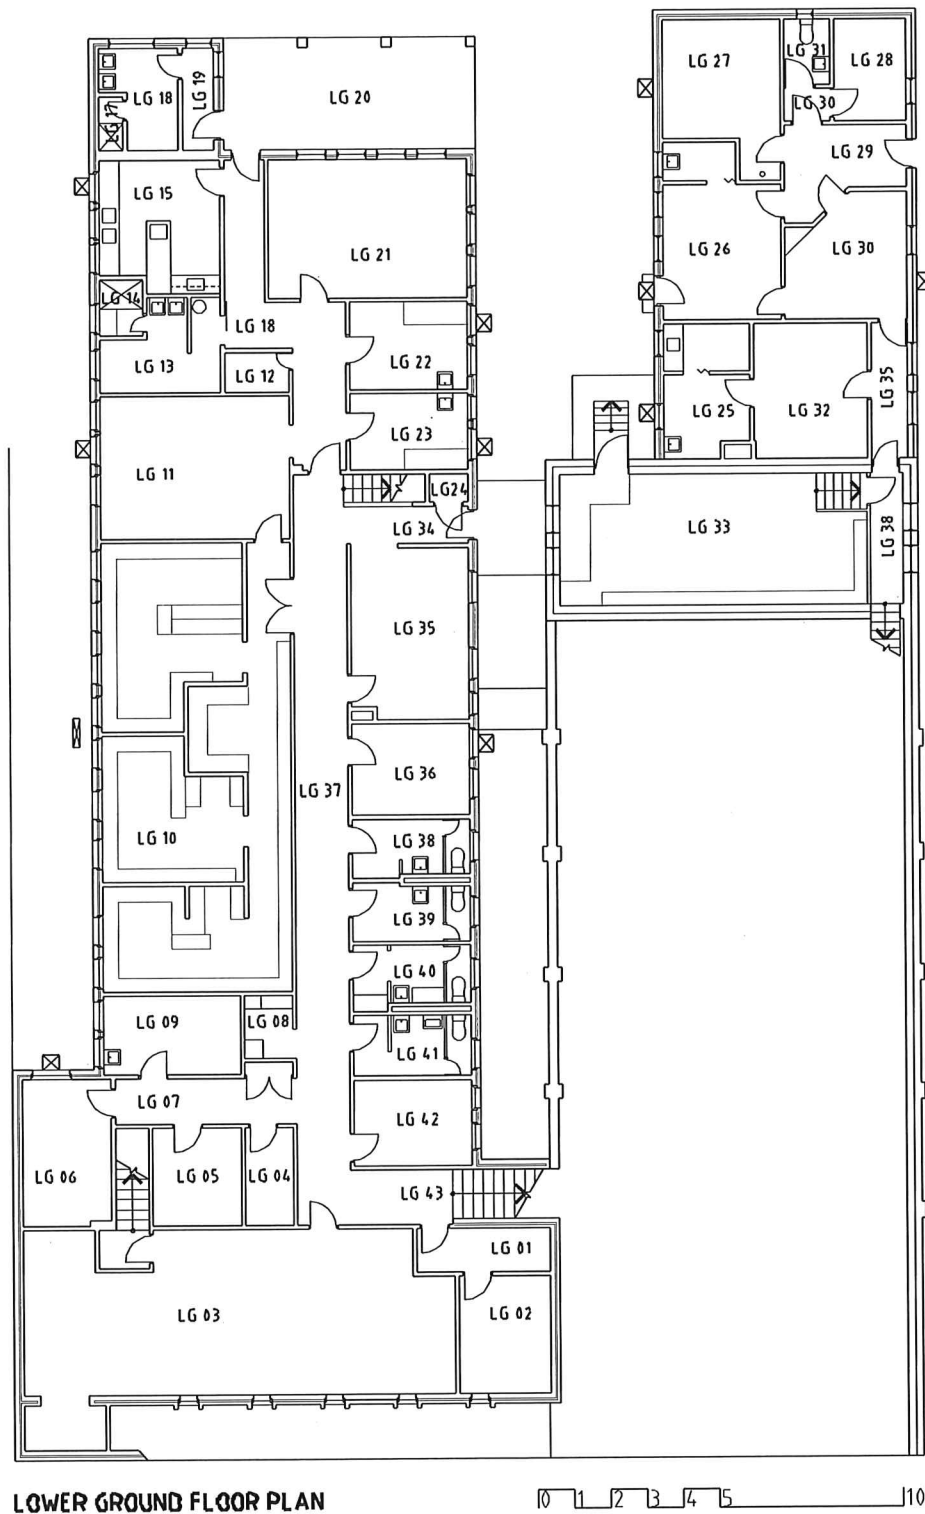 LG 27
LG 31
LG 28
LG 19
LG 18
LG 20
LG 17
LG 30
LG 29
LG 15
LG 21
LG 26
LG 30
LG 14
LG 18
LG 13
LG 12
LG 22
LG 35
LG 25
LG 32
LG 23
LG 11
LG24
LG 34
LG 33
LG 38
LG 35
LG 36
LG 37
LG 10
LG 38
LG 39
LG 40
LG 09
LG 08
LG 41
LG 07
LG 42
LG 06
LG 05
LG 04
LG 43
LG 01
LG 03
LG 02
LOWER GROUND FLOOR PLAN
0 1 2 3 4 5 10